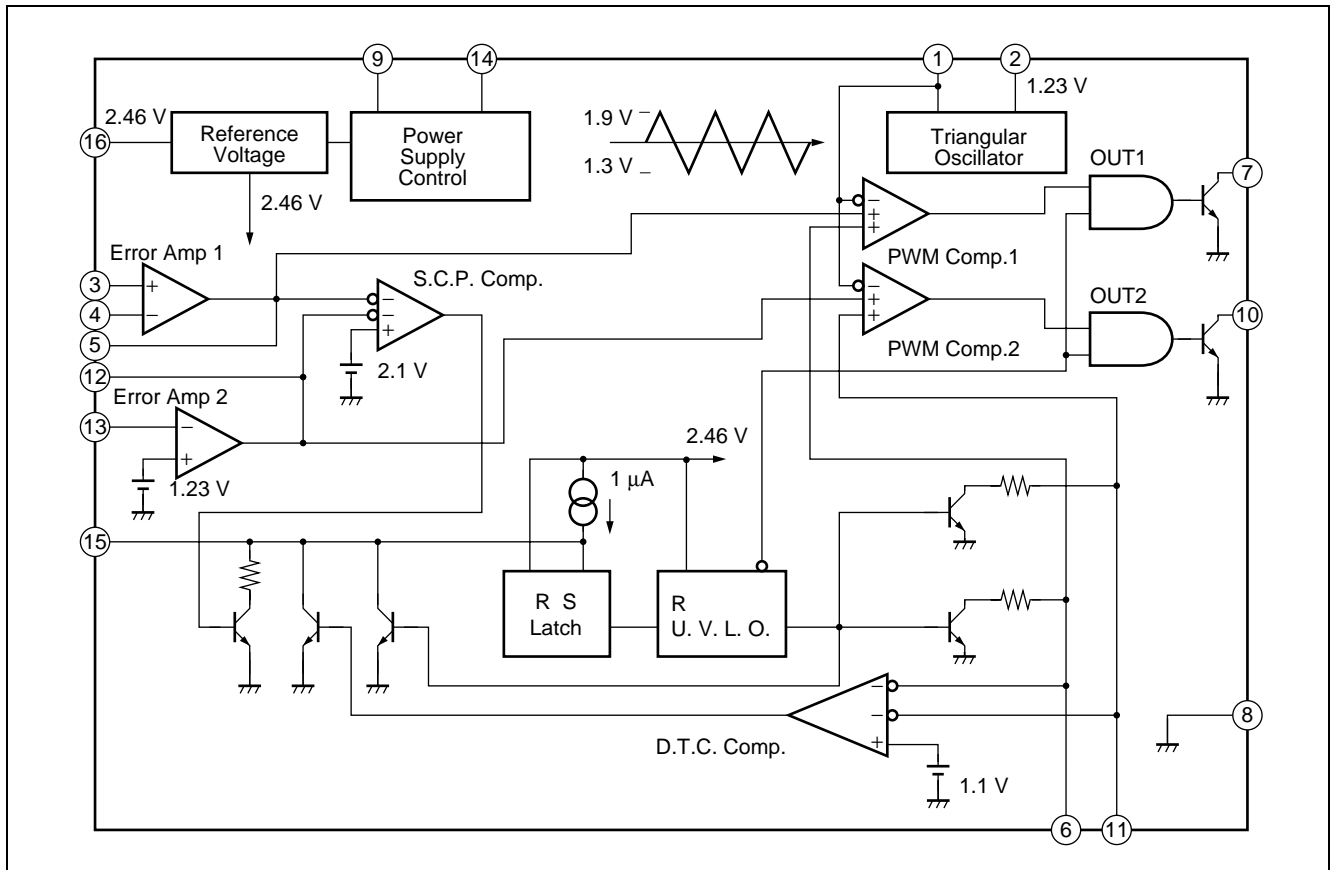 9
14
1
2
1.23 V
2.46 V
16
Reference
Voltage
Power
Supply
Control
1.9 V
1.3 V
Triangular
Oscillator
OUT1
7
2.46 V
Error Amp 1
3
+
−
4
5
S.C.P. Comp.
−
−
+
2.1 V
−
+
+
PWM Comp.1
−
+
+
PWM Comp.2
OUT2
10
12
Error Amp 2
13
−
+
1.23 V
2.46 V
1 μA
15
R S
Latch
R
U. V. L. O.
−
−
+
D.T.C. Comp.
1.1 V
8
6
11